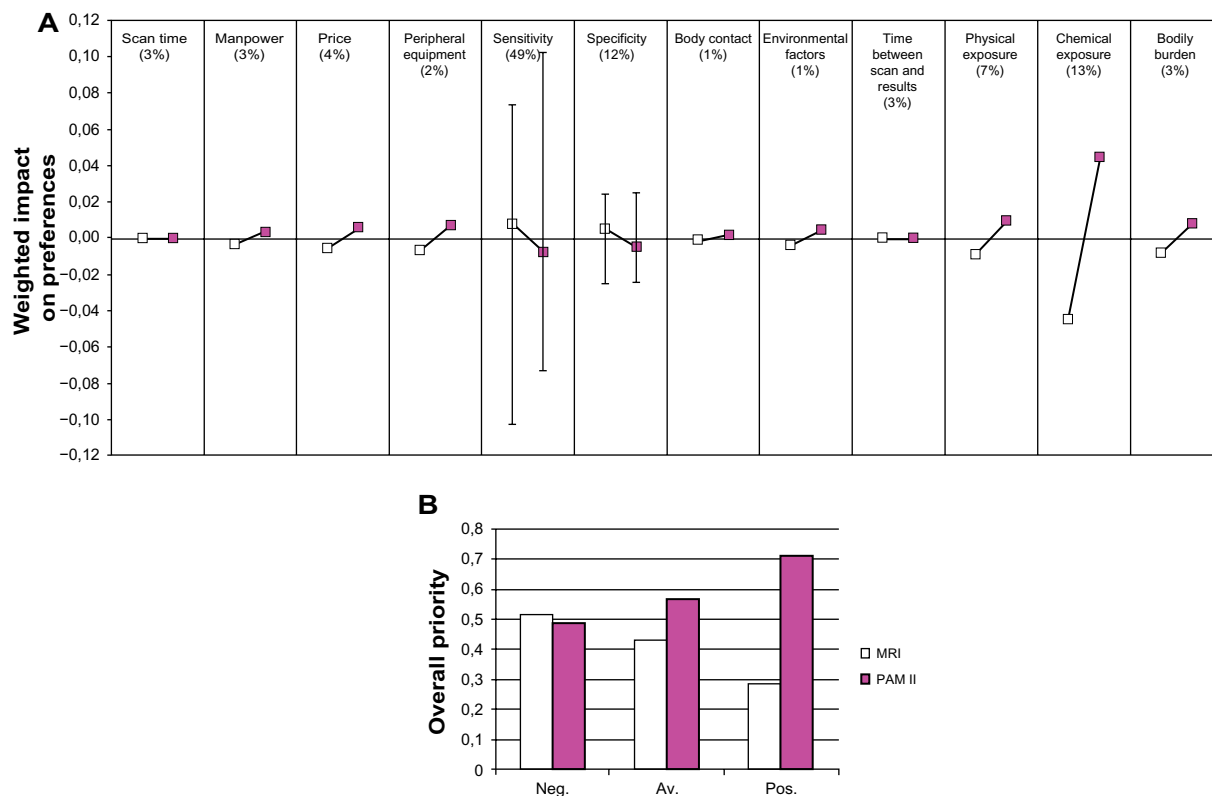 A
Weighted impact
on preferences
0,12
0,10
0,08
0,06
0,04
0,02
0,00
−0,02
−0,04
−0,06
−0,08
−0,10
−0,12
Scan time
(3%)
Manpower
(3%)
Price
(4%)
Peripheral
equipment
(2%)
Sensitivity
(49%)
Specificity
(12%)
Body contact
(1%)
Environmental
factors
(1%)
Time
between
scan and
results
(3%)
Physical
exposure
(7%)
Chemical
exposure
(13%)
Bodily
burden
(3%)
B
Overall priority
0,8
0,7
0,6
0,5
0,4
0,3
0,2
0,1
0
Neg.
Av.
Pos.
MRI
PAM II